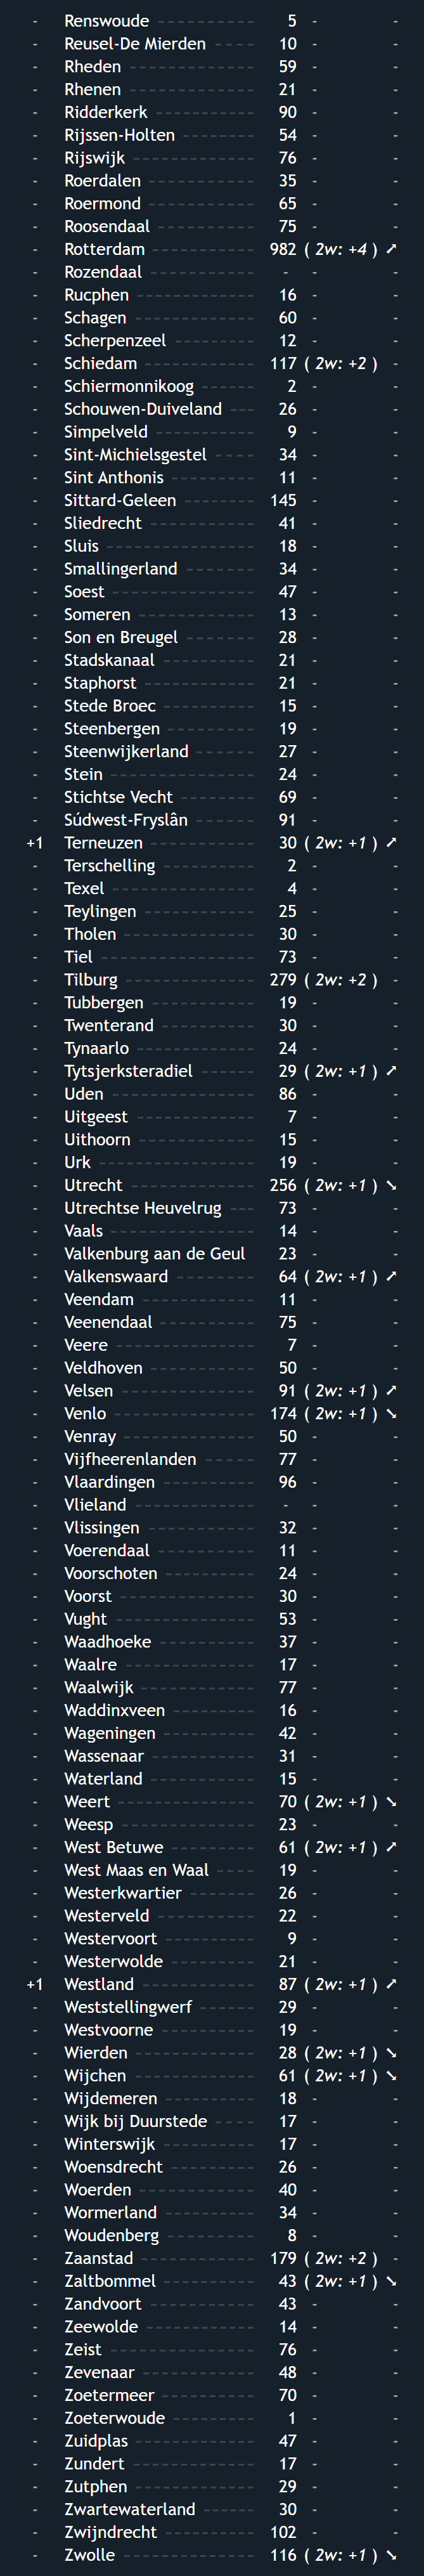 - Renswoude ---------- 5 - -
- Reusel-De Mierden ---- 10 - -
- Rheden ------------- 59 - -
- Rhenen ------------- 21 - -
- Ridderkerk ---------- 90 - -
- Rijssen-Holten -------- 54 - -
- Rijswijk ------------ 76 - -
- Roerdalen ----------- 35 - -
- Roermond ----------- 65 - -
- Roosendaal ---------- 75 - -
- Rotterdam ----------- 982 ( 2w: +4 ) ➚
- Rozendaal ----------- - - -
- Rucphen ------------ 16 - -
- Schagen ------------- 60 - -
- Scherpenzeel --------- 12 - -
- Schiedam ------------ 117 ( 2w: +2 ) -
- Schiermonnikoog ------ 2 - -
- Schouwen-Duiveland --- 26 - -
- Simpelveld ----------- 9 - -
- Sint-Michielsgestel ---- 34 - -
- Sint Anthonis --------- 11 - -
- Sittard-Geleen -------- 145 - -
- Sliedrecht ----------- 41 - -
- Sluis --------------- 18 - -
- Smallingerland ------- 34 - -
- Soest --------------- 47 - -
- Someren ------------ 13 - -
- Son en Breugel ------- 28 - -
- Stadskanaal ---------- 21 - -
- Staphorst ------------ 21 - -
- Stede Broec ---------- 15 - -
- Steenbergen --------- 19 - -
- Steenwijkerland ------ 27 - -
- Stein --------------- 24 - -
- Stichtse Vecht -------- 69 - -
- Súdwest-Fryslân ------ 91 - -
+1 Terneuzen ----------- 30 ( 2w: +1 ) ➚
- Terschelling ---------- 2 - -
- Texel --------------- 4 - -
- Teylingen ----------- 25 - -
- Tholen ------------- 30 - -
- Tiel ---------------- 73 - -
- Tilburg ------------- 279 ( 2w: +2 ) -
- Tubbergen ----------- 19 - -
- Twenterand ---------- 30 - -
- Tynaarlo ------------ 24 - -
- Tytsjerksteradiel ------ 29 ( 2w: +1 ) ➚
- Uden --------------- 86 - -
- Uitgeest ------------- 7 - -
- Uithoorn ------------ 15 - -
- Urk ---------------- 19 - -
- Utrecht ------------- 256 ( 2w: +1 ) ➘
- Utrechtse Heuvelrug --- 73 - -
- Vaals --------------- 14 - -
- Valkenburg aan de Geul 23 - -
- Valkenswaard -------- 64 ( 2w: +1 ) ➚
- Veendam ------------ 11 - -
- Veenendaal ---------- 75 - -
- Veere -------------- 7 - -
- Veldhoven ----------- 50 - -
- Velsen -------------- 91 ( 2w: +1 ) ➚
- Venlo --------------- 174 ( 2w: +1 ) ➘
- Venray -------------- 50 - -
- Vijfheerenlanden ----- 77 - -
- Vlaardingen ---------- 96 - -
- Vlieland ------------ - - -
- Vlissingen ----------- 32 - -
- Voerendaal ---------- 11 - -
- Voorschoten --------- 24 - -
- Voorst -------------- 30 - -
- Vught -------------- 53 - -
- Waadhoeke ---------- 37 - -
- Waalre ------------- 17 - -
- Waalwijk ------------ 77 - -
- Waddinxveen -------- 16 - -
- Wageningen --------- 42 - -
- Wassenaar ----------- 31 - -
- Waterland ----------- 15 - -
- Weert -------------- 70 ( 2w: +1 ) ➘
- Weesp -------------- 23 - -
- West Betuwe --------- 61 ( 2w: +1 ) ➚
- West Maas en Waal ---- 19 - -
- Westerkwartier ------- 26 - -
- Westerveld ---------- 22 - -
- Westervoort --------- 9 - -
- Westerwolde --------- 21 - -
+1 Westland ------------ 87 ( 2w: +1 ) ➚
- Weststellingwerf ------ 29 - -
- Westvoorne ---------- 19 - -
- Wierden ------------- 28 ( 2w: +1 ) ➘
- Wijchen ------------- 61 ( 2w: +1 ) ➘
- Wijdemeren --------- 18 - -
- Wijk bij Duurstede ---- 17 - -
- Winterswijk ---------- 17 - -
- Woensdrecht --------- 26 - -
- Woerden ------------ 40 - -
- Wormerland --------- 34 - -
- Woudenberg --------- 8 - -
- Zaanstad ------------ 179 ( 2w: +2 ) -
- Zaltbommel ---------- 43 ( 2w: +1 ) ➘
- Zandvoort ----------- 43 - -
- Zeewolde ----------- 14 - -
- Zeist --------------- 76 - -
- Zevenaar ------------ 48 - -
- Zoetermeer ---------- 70 - -
- Zoeterwoude --------- 1 - -
- Zuidplas ------------ 47 - -
- Zundert ------------- 17 - -
- Zutphen ------------ 29 - -
- Zwartewaterland ------ 30 - -
- Zwijndrecht ---------- 102 - -
- Zwolle -------------- 116 ( 2w: +1 ) ➘